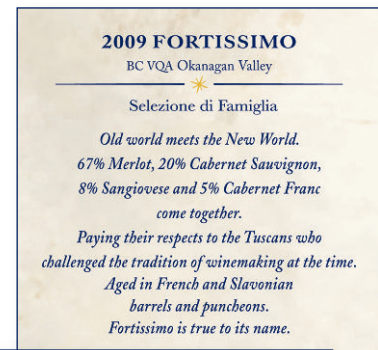 2009 FORTISSIMO
BC VQA Okanagan Valley
Selezione di Famiglia
Old world meets the New World.
67% Merlot, 20% Cabernet Sauvignon,
8% Sangiovese and 5% Cabernet Franc
come together.
Paying their respects to the Tuscans who
challenged the tradition of winemaking at the time.
Aged in French and Slavonian
barrels and puncheons.
Fortissimo is true to its name.